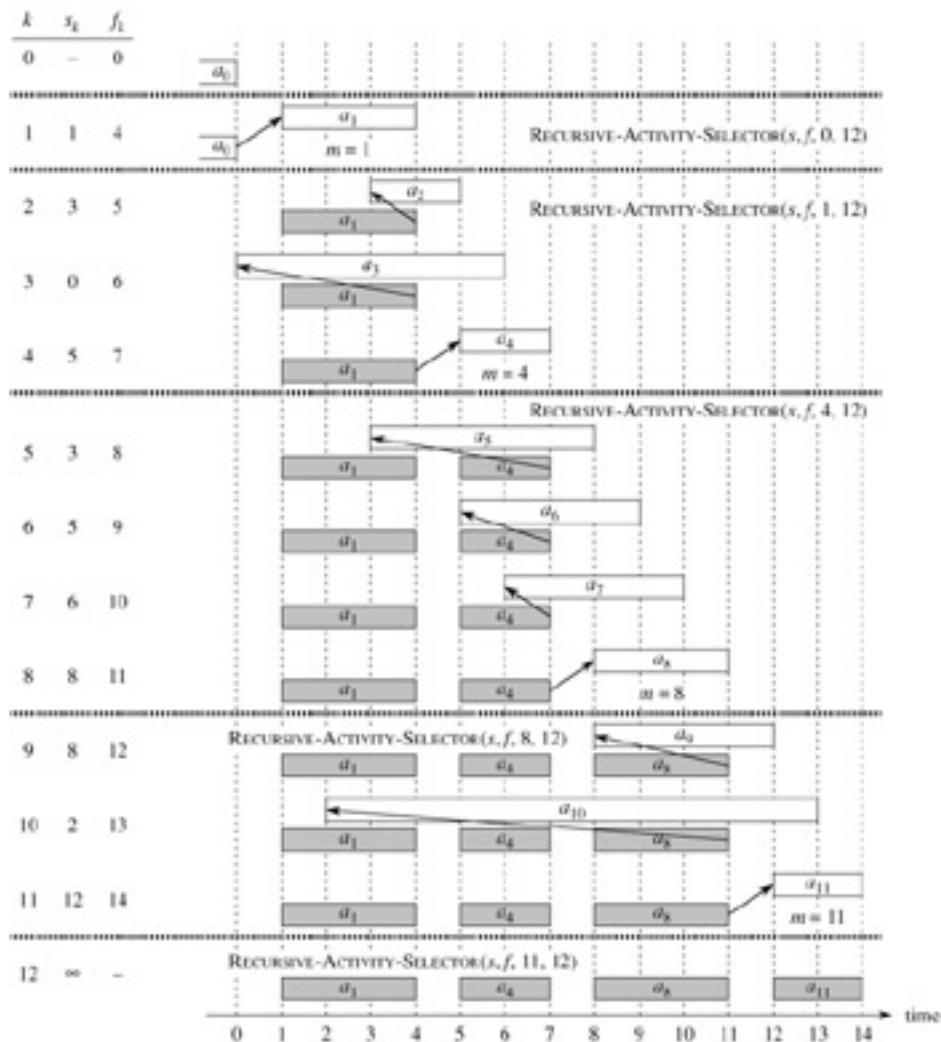 k s_k f_k
0 – 0
a_0
1 1 4
a_1
a_0
m = 1
RECURSIVE-ACTIVITY-SELECTOR(s, f, 0, 12)
2 3 5
a_2
a_1
RECURSIVE-ACTIVITY-SELECTOR(s, f, 1, 12)
3 0 6
a_3
a_1
4 5 7
a_4
a_1
m = 4
RECURSIVE-ACTIVITY-SELECTOR(s, f, 4, 12)
5 3 8
a_5
a_1 a_4
6 5 9
a_6
a_1 a_4
7 6 10
a_7
a_1 a_4
8 8 11
a_8
a_1 a_4
m = 8
9 8 12
RECURSIVE-ACTIVITY-SELECTOR(s, f, 8, 12)
a_9
a_1 a_4 a_8
10 2 13
a_10
a_1 a_4 a_8
11 12 14
a_11
a_1 a_4 a_8
m = 11
12 ∞ –
RECURSIVE-ACTIVITY-SELECTOR(s, f, 11, 12)
a_1 a_4 a_8 a_11
time
0 1 2 3 4 5 6 7 8 9 10 11 12 13 14